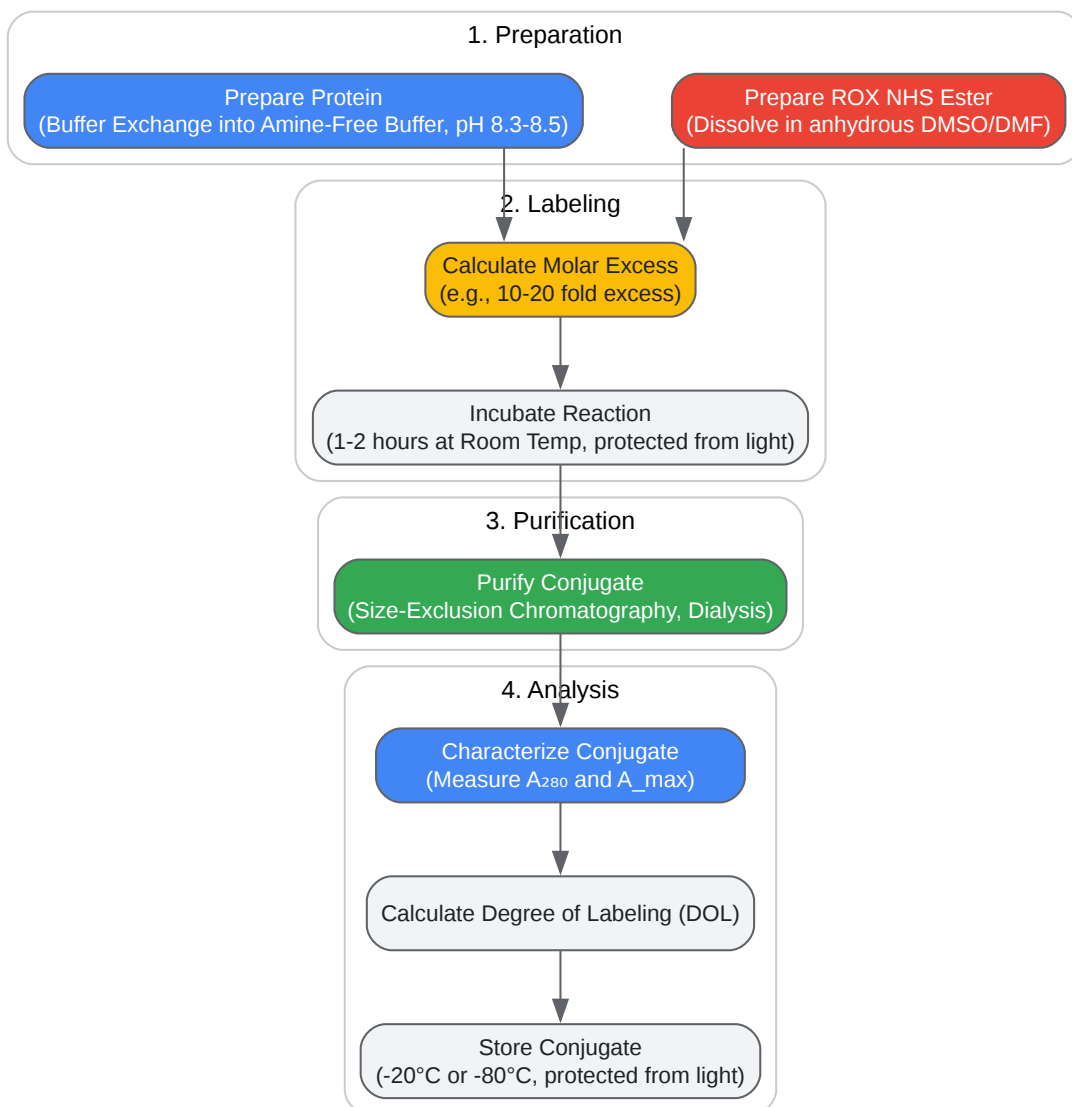 1. Preparation
Prepare Protein
(Buffer Exchange into Amine-Free Buffer, pH 8.3-8.5)
Prepare ROX NHS Ester
(Dissolve in anhydrous DMSO/DMF)
2. Labeling
Calculate Molar Excess
(e.g., 10-20 fold excess)
Incubate Reaction
(1-2 hours at Room Temp, protected from light)
3. Purification
Purify Conjugate
(Size-Exclusion Chromatography, Dialysis)
4. Analysis
Characterize Conjugate
(Measure A₂₈₀ and A_max)
Calculate Degree of Labeling (DOL)
Store Conjugate
(-20°C or -80°C, protected from light)